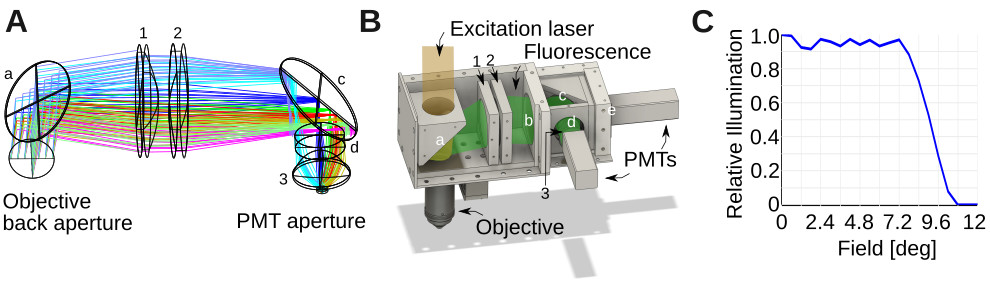 A
1
2
a
c
d
3
Objective
back aperture
PMT aperture
B
Excitation laser
Fluorescence
1 2
a
b
c
d
e
PMTs
3
Objective
C
Relative Illumination
1.0
0.8
0.6
0.4
0.2
0
0 2.4 4.8 7.2 9.6 12
Field [deg]